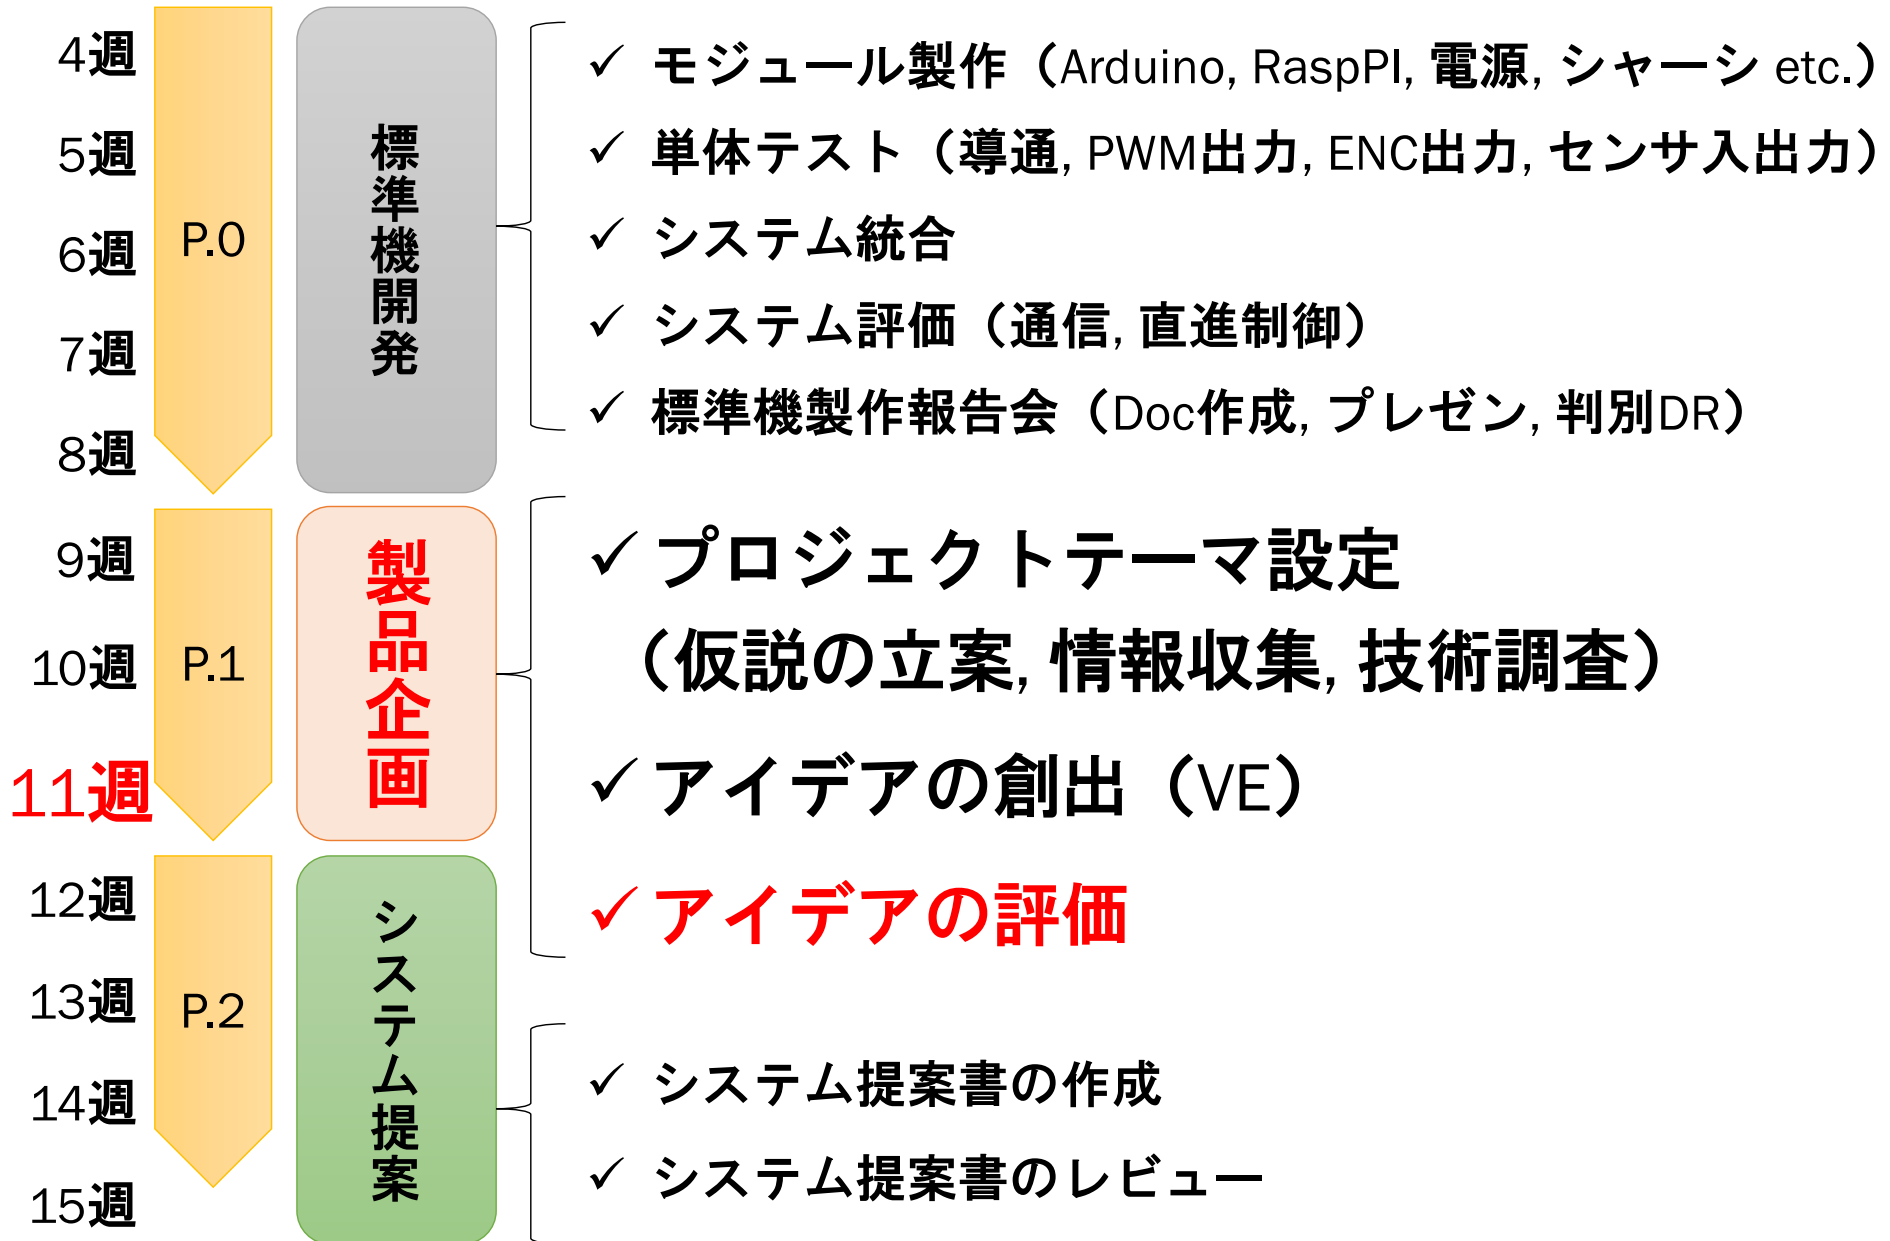 4週
5週
6週
7週
8週
P.0
標準機開発
✓ モジュール製作（Arduino, RaspPI, 電源, シャーシ etc.）
✓ 単体テスト（導通, PWM出力, ENC出力, センサ入出力）
✓ システム統合
✓ システム評価（通信, 直進制御）
✓ 標準機製作報告会（Doc作成, プレゼン, 判別DR）
9週
10週
11週
P.1
製品企画
✓ プロジェクトテーマ設定
（仮説の立案, 情報収集, 技術調査）
✓ アイデアの創出（VE）
✓ アイデアの評価
12週
13週
14週
15週
P.2
システム提案
✓ システム提案書の作成
✓ システム提案書のレビュー